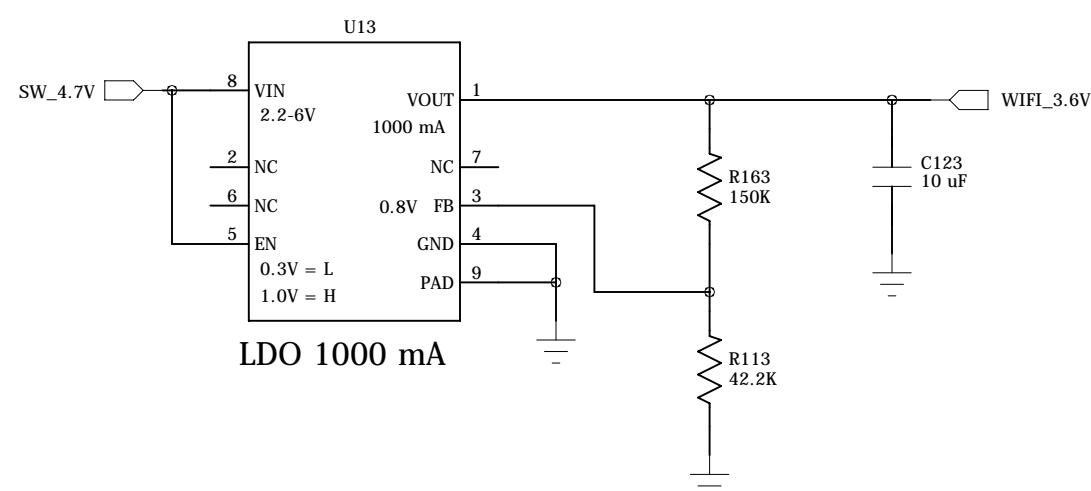 U13
SW_4.7V
8
VIN
2.2-6V
VOUT
1
1000 mA
WIFI_3.6V
2
NC
NC
7
6
NC
0.8V FB
3
5
EN
GND
4
0.3V = L
1.0V = H
PAD
9
LDO 1000 mA
R163
150K
C123
10 uF
R113
42.2K